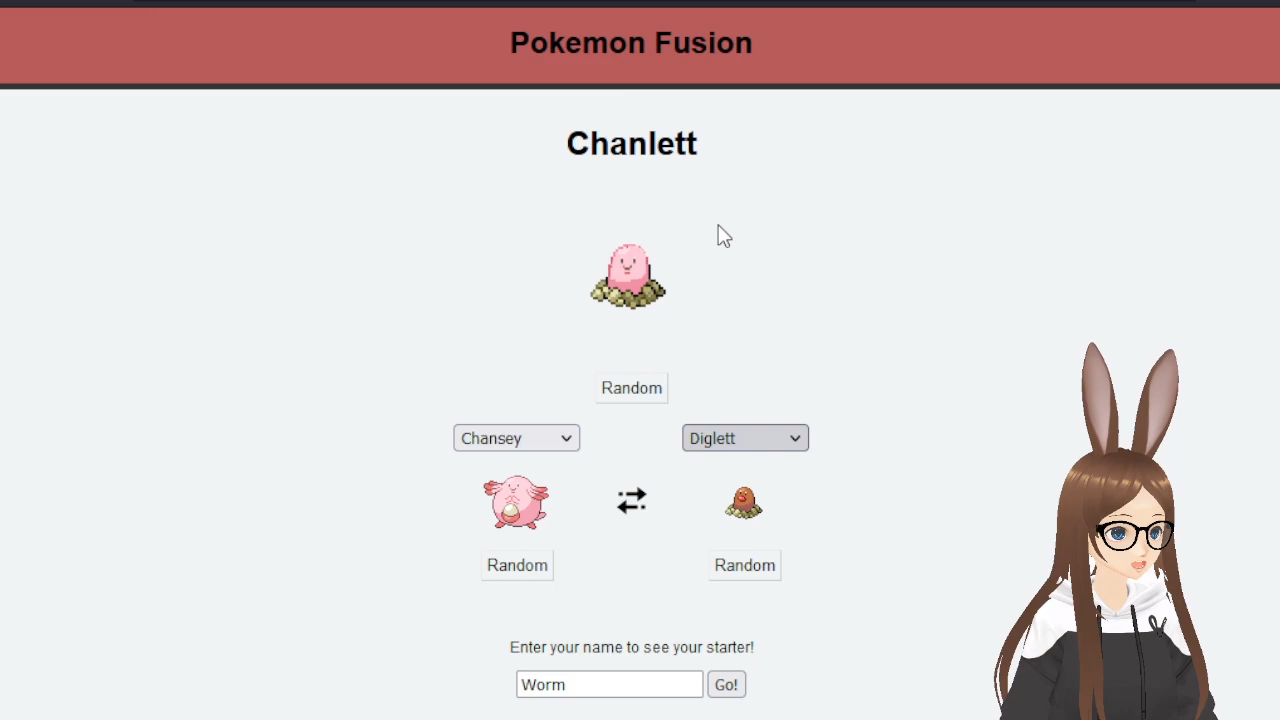 Pokemon Fusion
Chanlett
Random
Chansey
Diglett
Random
Random
Enter your name to see your starter!
Worm
Go!